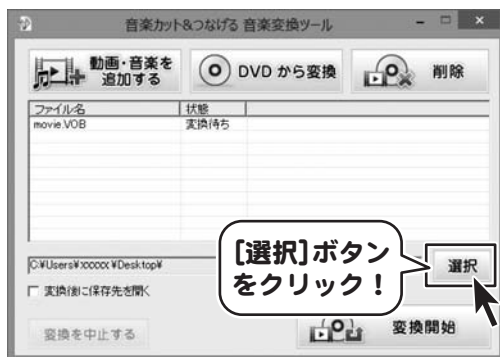 音楽カット&つなげる 音楽変換ツール
動画・音楽を
追加する
DVD から変換
削除
ファイル名
状態
movie.VOB
変換待ち
[選択]ボタン
をクリック!
C:¥Users¥xxxxx¥Desktop¥
選択
変換後に保存先を開く
変換を中止する
変換開始